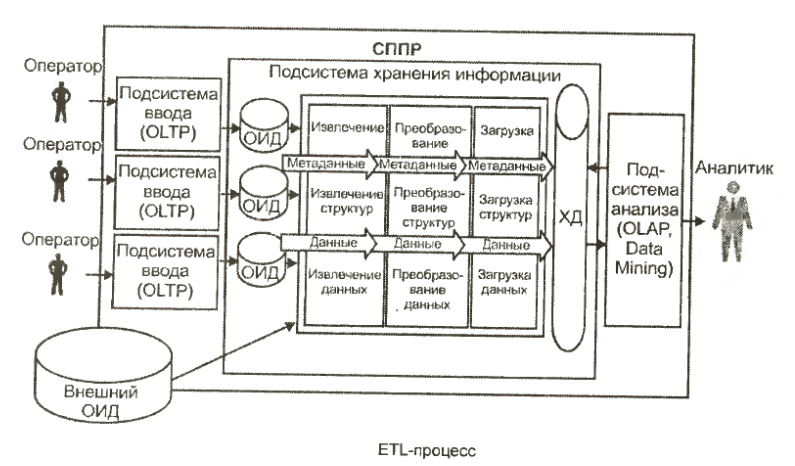 СППР
Подсистема хранения информации
Оператор
Оператор
Оператор
Подсистема
ввода
(OLTP)
Подсистема
ввода
(OLTP)
Подсистема
ввода
(OLTP)
ОИД
ОИД
ОИД
Извлечение
Преобразо-
вание
Загрузка
Метаданные
Метаданные
Метаданные
Извлечение
структур
Преобразо-
вание
структур
Загрузка
структур
Данные
Данные
Данные
Извлечение
данных
Преобразо-
вание
данных
Загрузка
данных
ХД
Под-
система
анализа
(OLAP,
Data
Mining)
Аналитик
Внешний
ОИД
ETL-процесс